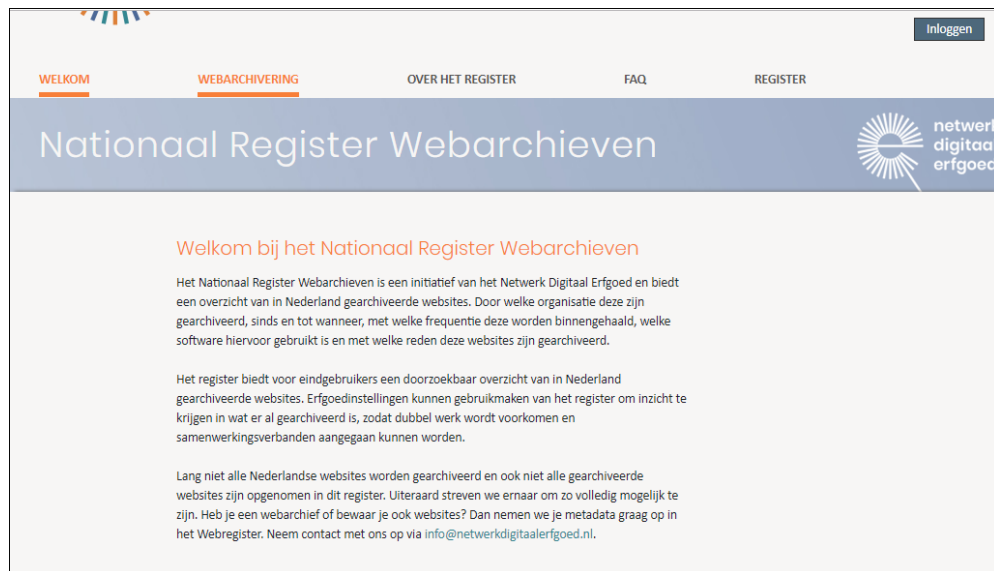 Inloggen
WELKOM WEBARCHIVERING OVER HET REGISTER FAQ REGISTER
Nationaal Register Webarchieven
netwerk
digitaal
erfgoed
Welkom bij het Nationaal Register Webarchieven
Het Nationaal Register Webarchieven is een initiatief van het Netwerk Digitaal Erfgoed en biedt
een overzicht van in Nederland gearchiveerde websites. Door welke organisatie deze zijn
gearchiveerd, sinds en tot wanneer, met welke frequentie deze worden binnengehaald, welke
software hiervoor gebruikt is en met welke reden deze websites zijn gearchiveerd.
Het register biedt voor eindgebruikers een doorzoekbaar overzicht van in Nederland
gearchiveerde websites. Erfgoedinstellingen kunnen gebruikmaken van het register om inzicht te
krijgen in wat er al gearchiveerd is, zodat dubbel werk wordt voorkomen en
samenwerkingsverbanden aangegaan kunnen worden.
Lang niet alle Nederlandse websites worden gearchiveerd en ook niet alle gearchiveerde
websites zijn opgenomen in dit register. Uiteraard streven we ernaar om zo volledig mogelijk te
zijn. Heb je een webarchief of bewaar je ook websites? Dan nemen we je metadata graag op in
het Webregister. Neem contact met ons op via info@netwerkdigitaalerfgoed.nl.